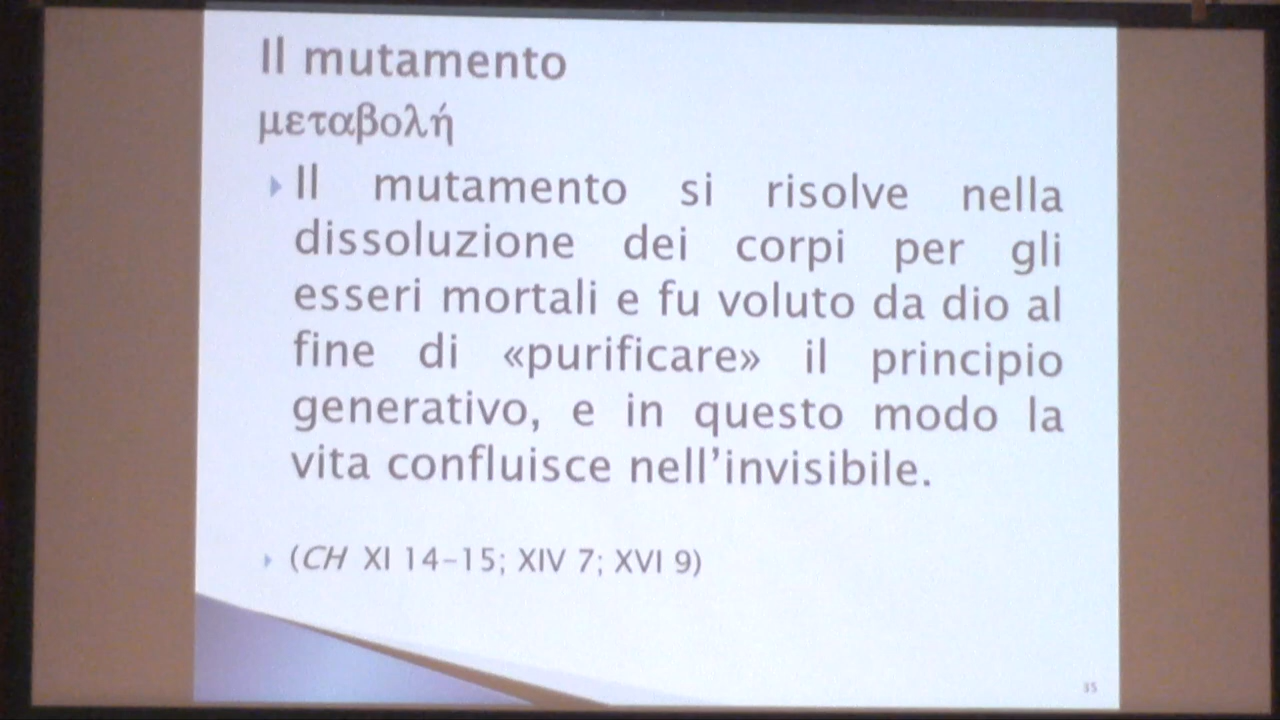 Il mutamento
μεταβολή
Il mutamento si risolve nella
dissoluzione dei corpi per gli
esseri mortali e fu voluto da dio al
fine di «purificare» il principio
generativo, e in questo modo la
vita confluisce nell’invisibile.
(CH XI 14-15; XIV 7; XVI 9)
35